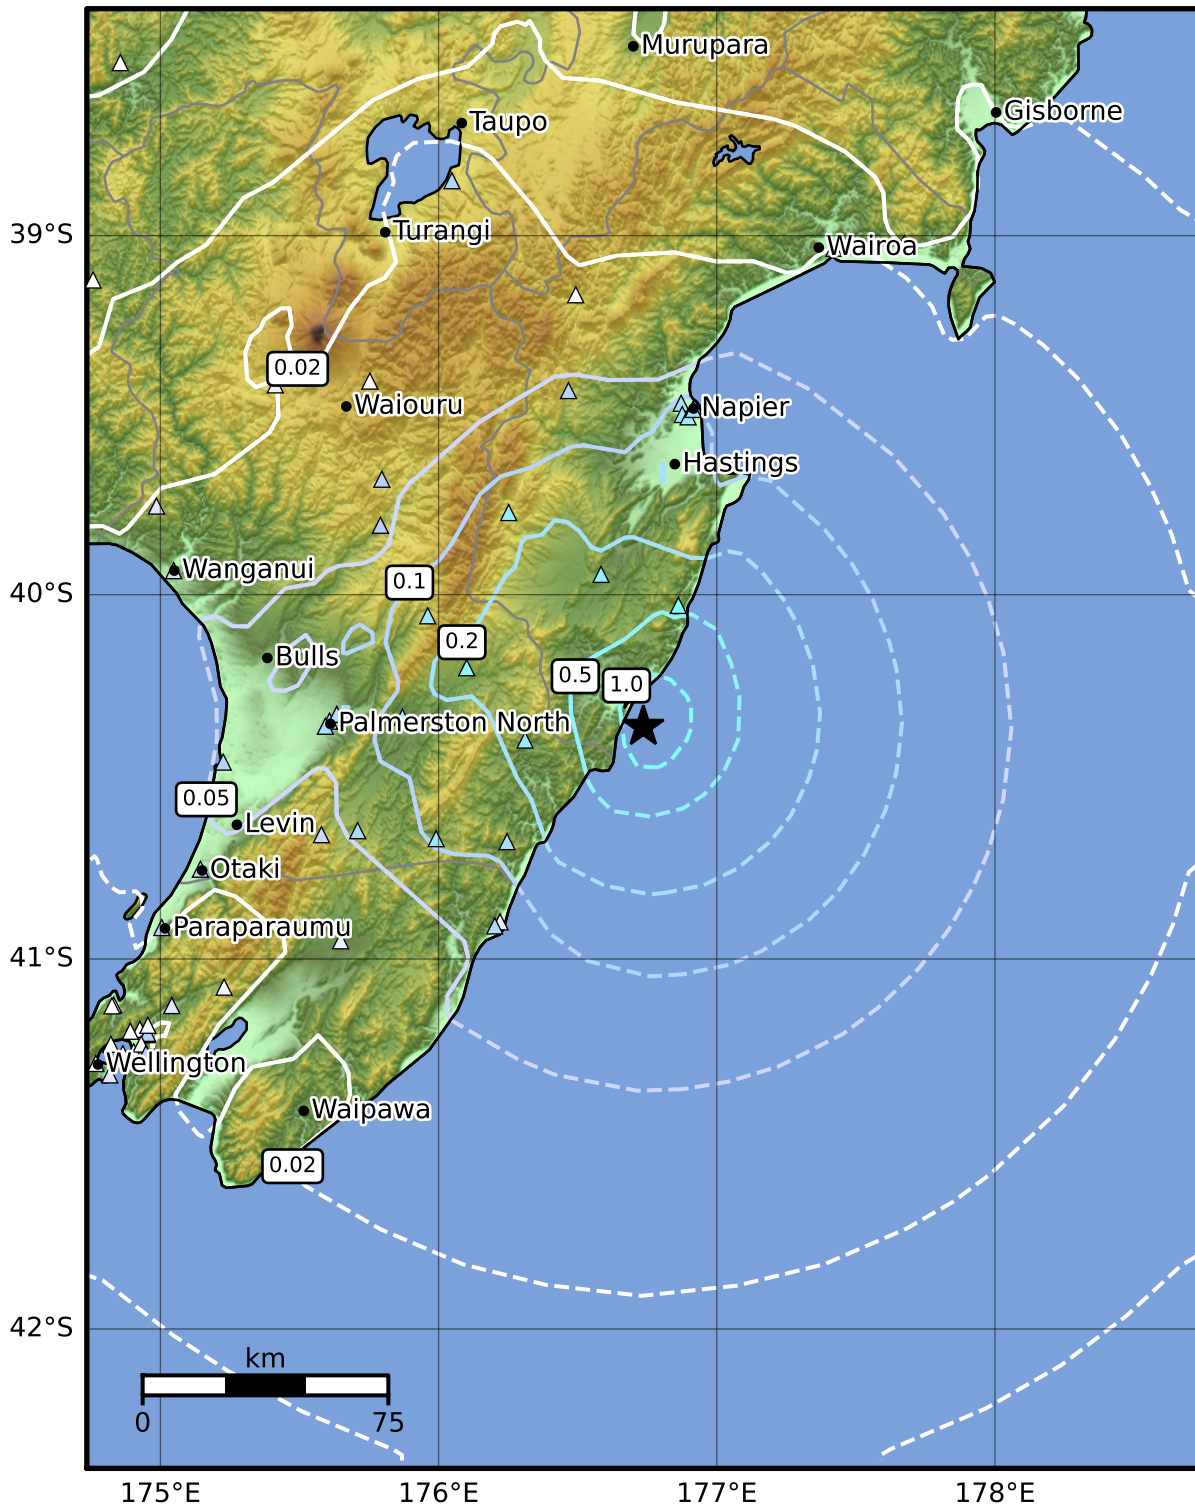 Murupara
Gisborne
Taupo
39°S
Turangi
Wairoa
0.02
Waiouru
Napier
Hastings
Wanganui
0.1
40°S
0.2
Bulls
0.5
1.0
Palmerston North
0.05
Levin
Otaki
Paraparaumu
41°S
Wellington
Waipawa
0.02
42°S
km
0
75
175°E
176°E
177°E
178°E